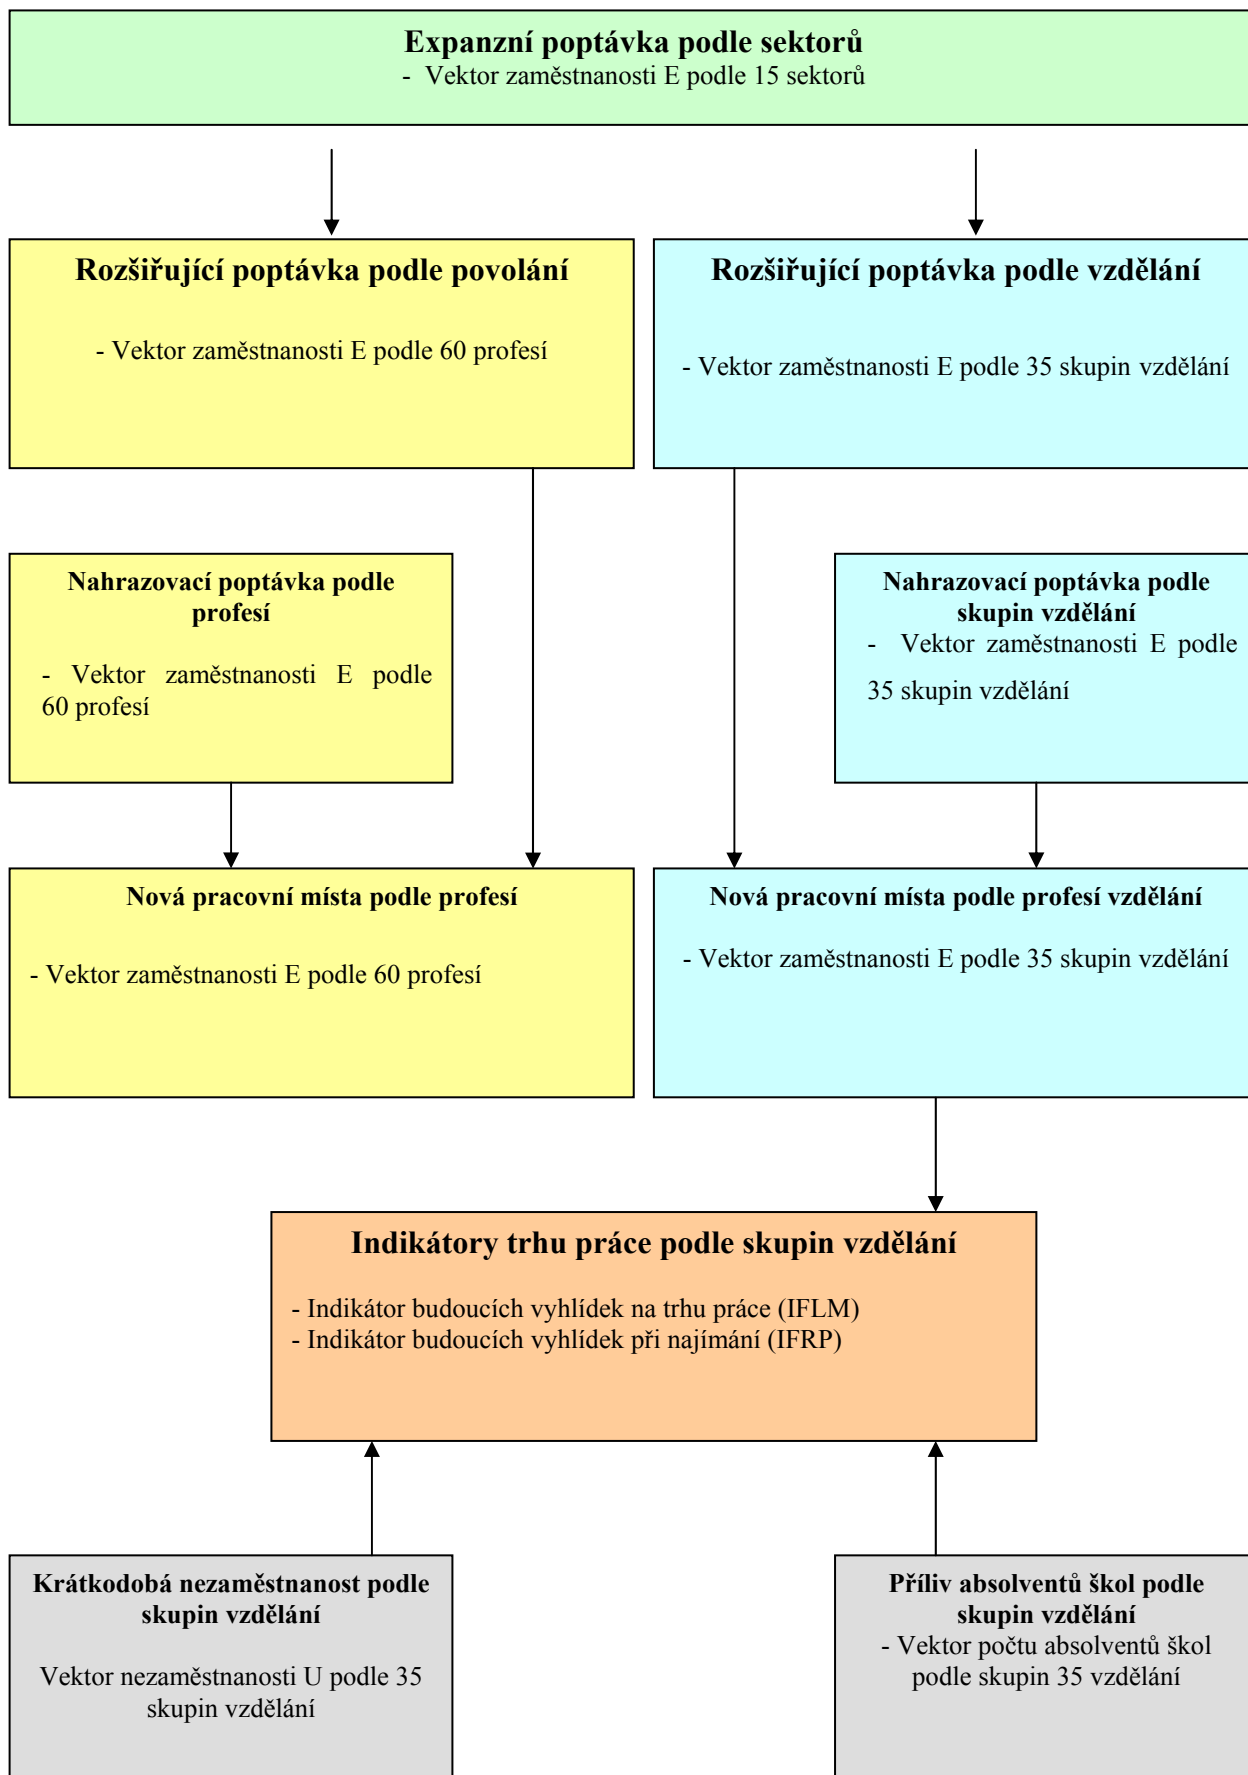 Expanzní poptávka podle sektorů
- Vektor zaměstnanosti E podle 15 sektorů
Rozšiřující poptávka podle povolání
- Vektor zaměstnanosti E podle 60 profesí
Rozšiřující poptávka podle vzdělání
- Vektor zaměstnanosti E podle 35 skupin vzdělání
Nahrazovací poptávka podle
profesí
- Vektor zaměstnanosti E podle
60 profesí
Nahrazovací poptávka podle
skupin vzdělání
- Vektor zaměstnanosti E podle
35 skupin vzdělání
Nová pracovní místa podle profesí
- Vektor zaměstnanosti E podle 60 profesí
Nová pracovní místa podle profesí vzdělání
- Vektor zaměstnanosti E podle 35 skupin vzdělání
Indikátory trhu práce podle skupin vzdělání
- Indikátor budoucích vyhlídek na trhu práce (IFLM)
- Indikátor budoucích vyhlídek při najímání (IFRP)
Krátkodobá nezaměstnanost podle
skupin vzdělání
Vektor nezaměstnanosti U podle 35
skupin vzdělání
Příliv absolventů škol podle
skupin vzdělání
- Vektor počtu absolventů škol
podle skupin 35 vzdělání